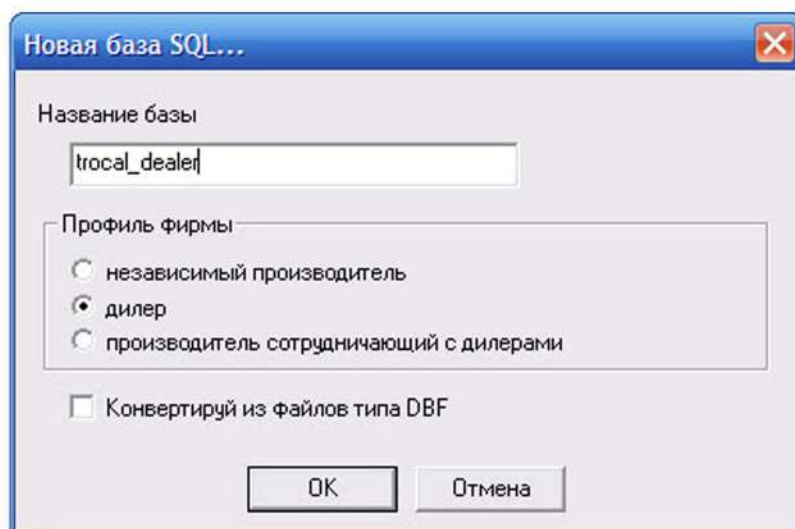 Новая база SQL...
Название базы
trocal_dealer
Профиль фирмы
независимый производитель
дилер
производитель сотрудничающий с дилерами
Конвертируй из файлов типа DBF
OK
Отмена